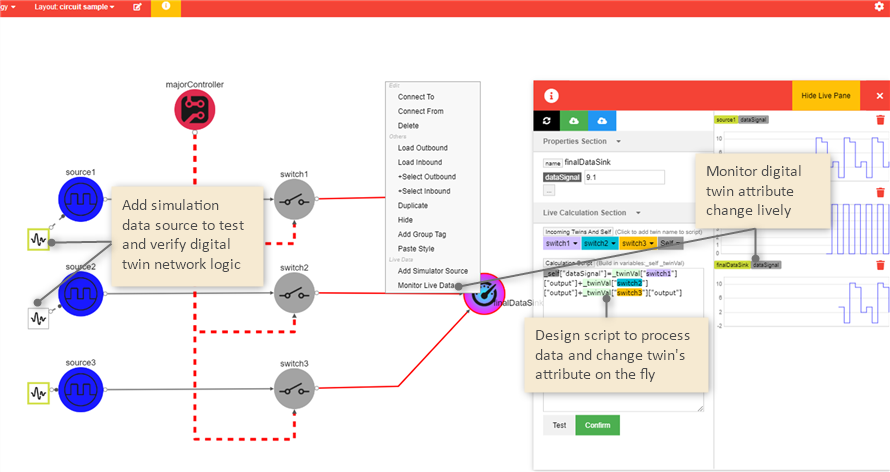 gy
Layout: circuit sample
Hide Live Pane
majorController
source1
switch1
source2
switch2
source3
switch3
finalDataSink
Edit
Connect To
Connect From
Delete
Others
Load Outbound
Load Inbound
+Select Outbound
+Select Inbound
Duplicate
Hide
Add Group Tag
Paste Style
Live Data
Add Simulator Source
Monitor Live Data
Add simulation
data source to test
and verify digital
twin network logic
Properties Section
name finalDataSink
dataSignal 9.1
...
Live Calculation Section
Incoming Twins And Self (Click to add twin name to script)
switch1 switch2 switch3 Self
Calculation Script (Build in variables:_self _twinVal)
_self["dataSignal"]=_twinVal["switch1"]
["output"]+_twinVal["switch2"]
["output"]+_twinVal["switch3"]["output"]
Test Confirm
Monitor digital
twin attribute
change lively
Design script to process
data and change twin's
attribute on the fly
source1 dataSignal
10
8
6
4
2
0
-2
finalDataSink dataSignal
10
8
6
4
2
0
-2